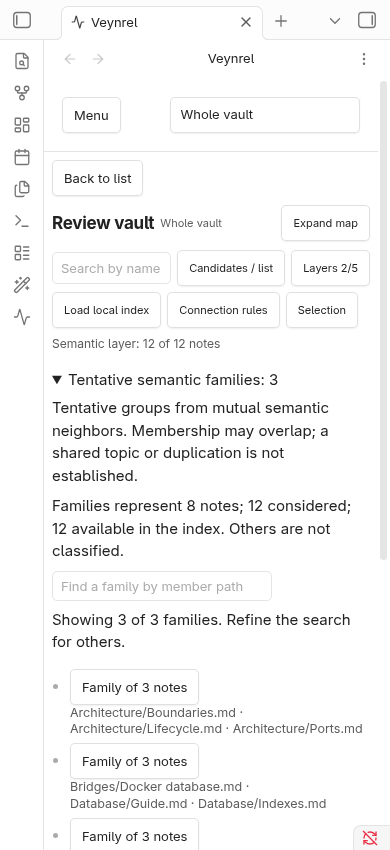 Veynrel
Veynrel
Menu
Whole vault
Back to list
Review vault Whole vault
Expand map
Search by name
Candidates / list
Layers 2/5
Load local index
Connection rules
Selection
Semantic layer: 12 of 12 notes
▼ Tentative semantic families: 3
Tentative groups from mutual semantic
neighbors. Membership may overlap; a
shared topic or duplication is not
established.
Families represent 8 notes; 12 considered;
12 available in the index. Others are not
classified.
Find a family by member path
Showing 3 of 3 families. Refine the search
for others.
Family of 3 notes
Architecture/Boundaries.md ·
Architecture/Lifecycle.md · Architecture/Ports.md
Family of 3 notes
Bridges/Docker database.md ·
Database/Guide.md · Database/Indexes.md
Family of 3 notes